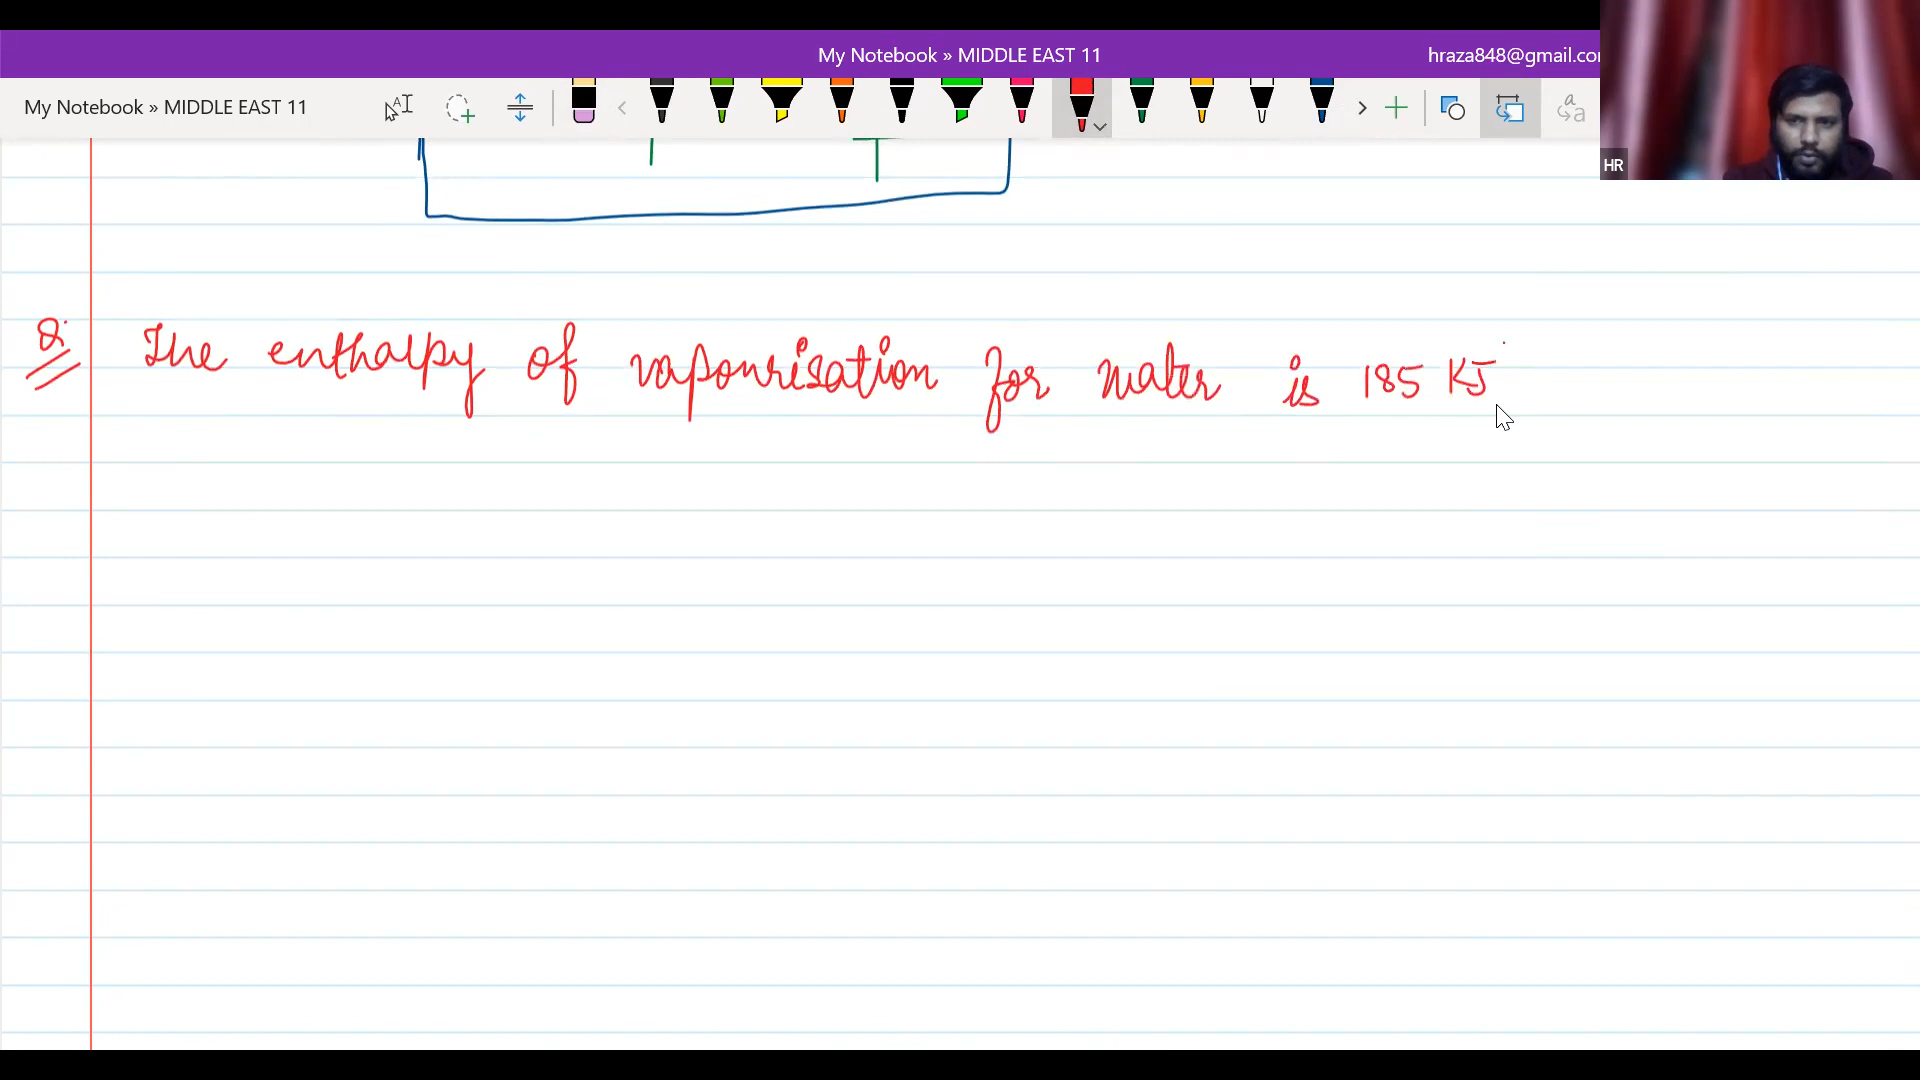 My Notebook » MIDDLE EAST 11
hraza848@gmail.co
My Notebook » MIDDLE EAST 11
HR
Q. The enthalpy of vapourisation for water is 185 KJ